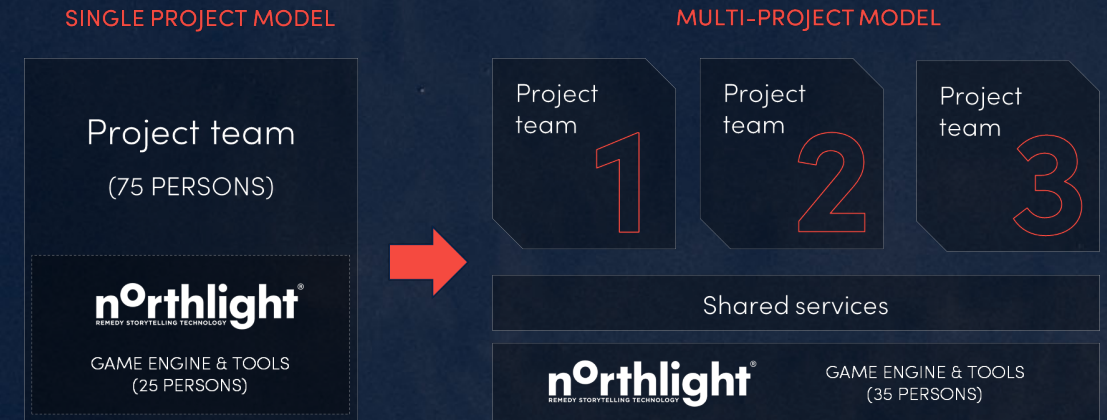 SINGLE PROJECT MODEL
Project team
(75 PERSONS)
northlight®
REMEDY STORYTELLING TECHNOLOGY
GAME ENGINE & TOOLS
(25 PERSONS)
MULTI-PROJECT MODEL
Project
team
1
Project
team
2
Project
team
3
Shared services
northlight®
REMEDY STORYTELLING TECHNOLOGY
GAME ENGINE & TOOLS
(35 PERSONS)